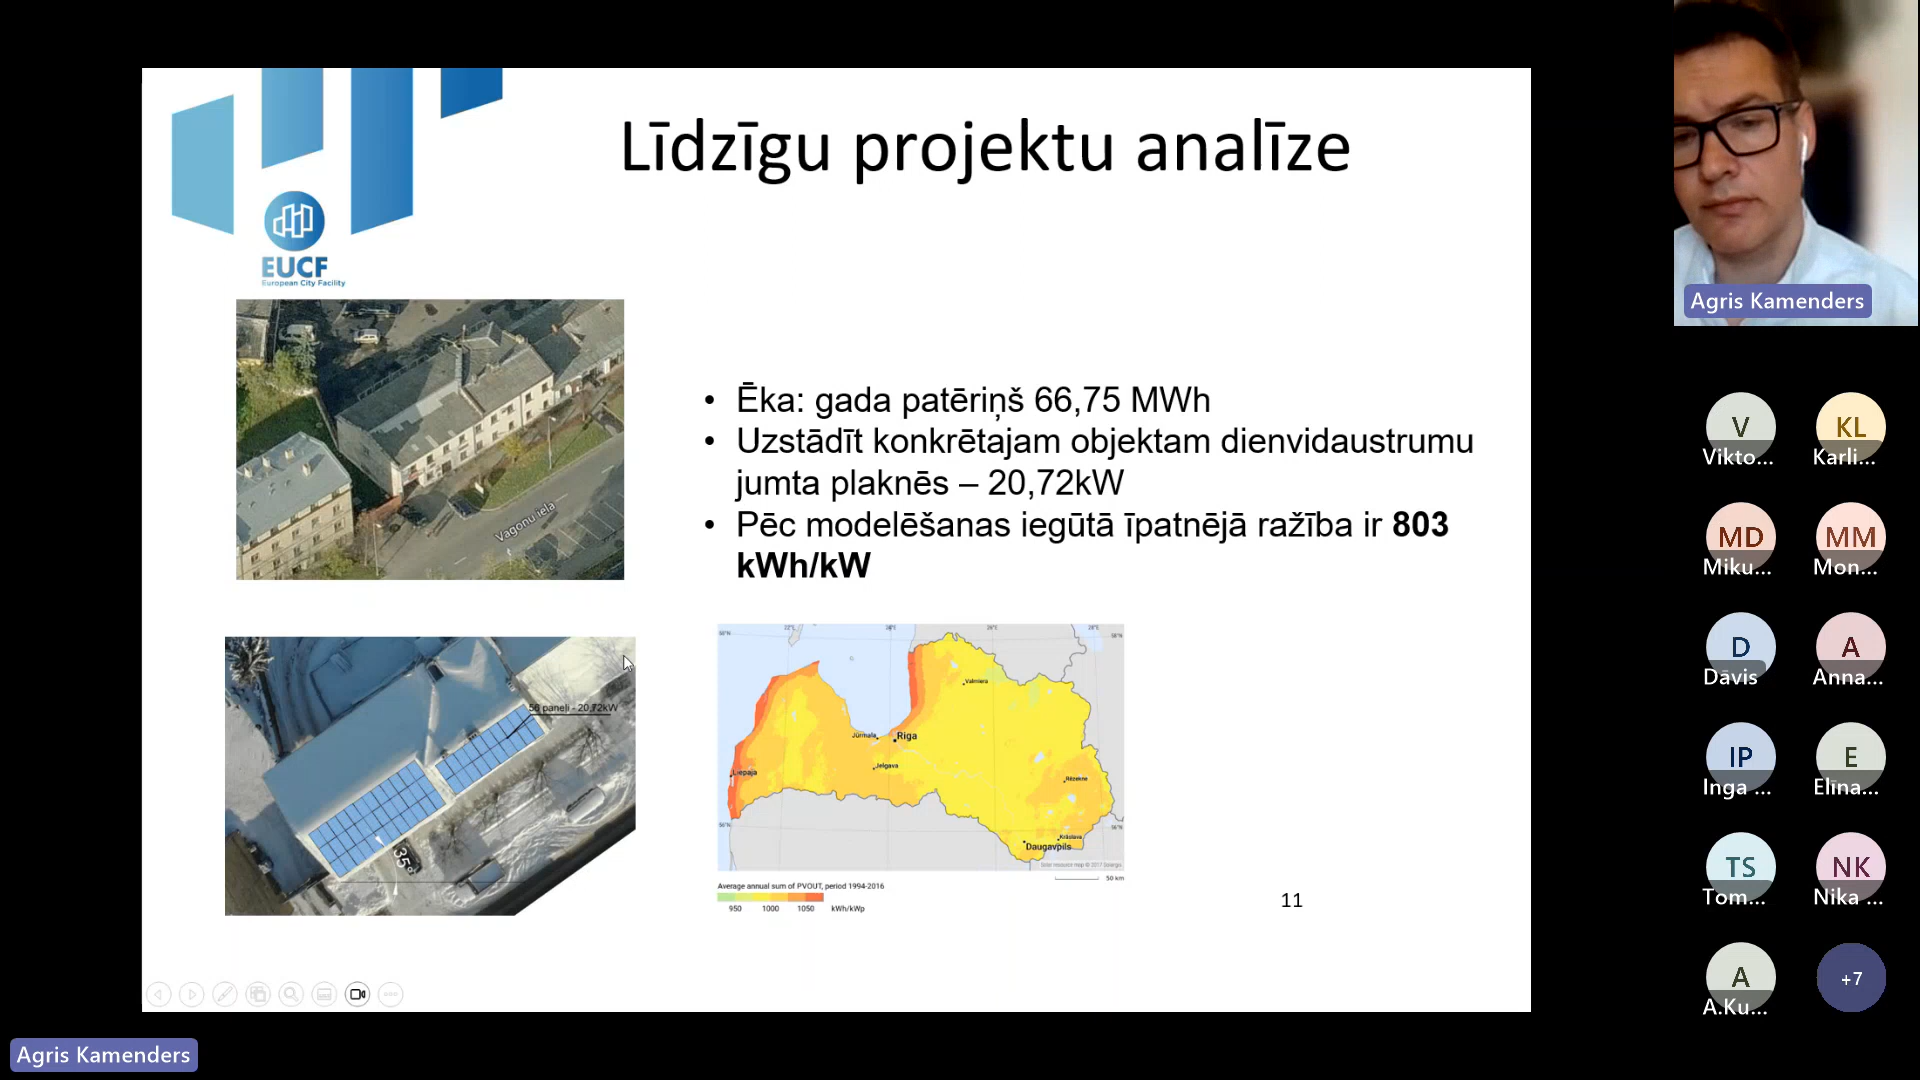 Līdzīgu projektu analīze
EUCF
European City Facility
Vagonu iela
• Ēka: gada patēriņš 66,75 MWh
• Uzstādīt konkrētajam objektam dienvidaustrumu
jumta plaknēs – 20,72kW
• Pēc modelēšanas iegūtā īpatnējā ražība ir 803
kWh/kW
56 paneļi - 20,72kW
35°
Valmiera
Jūrmala
Riga
Jelgava
Liepaja
Rēzekne
Krāslava
Daugavpils
50 km
Average annual sum of PVOUT, period 1994-2016
950 1000 1050 kWh/kWp
11
Agris Kamenders
V
Vikto...
KL
Karli...
MD
Miku...
MM
Mon...
D
Dāvis
A
Anna...
IP
Inga ...
E
Elīna...
TS
Tom...
NK
Nika ...
A
A.Ku...
+7
Agris Kamenders